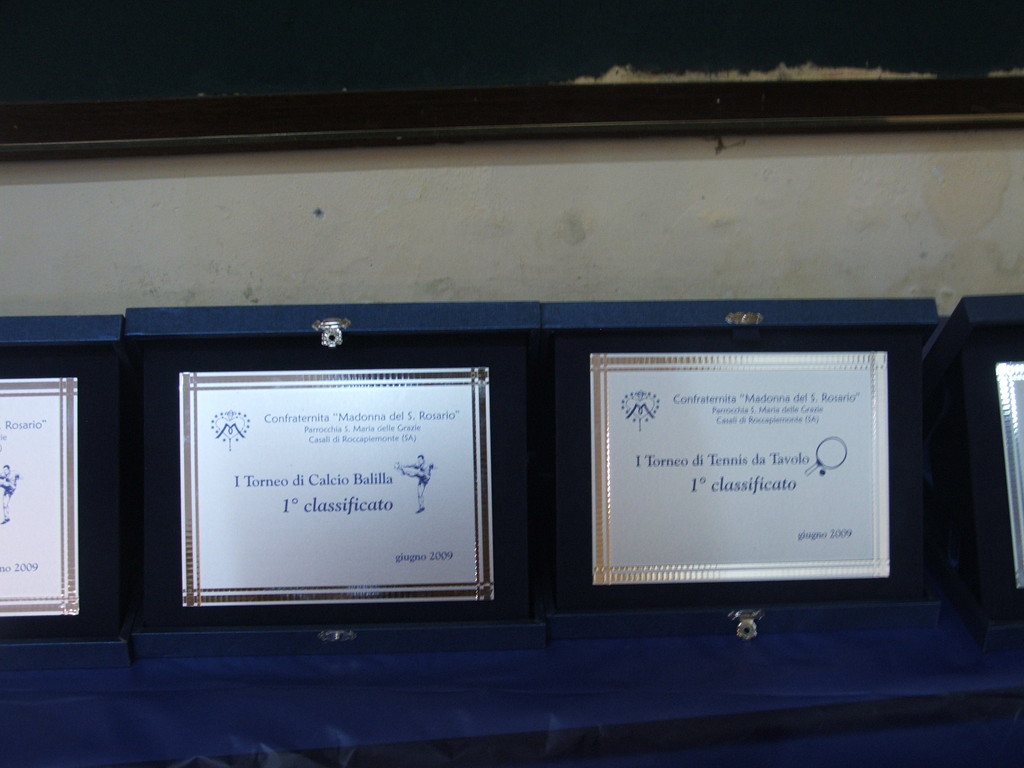 S. Rosario"
no 2009
Confraternita "Madonna del S. Rosario"
Parrocchia S. Maria delle Grazie
Casali di Roccapiemonte (SA)
I Torneo di Calcio Balilla
1° classificato
giugno 2009
Confraternita "Madonna del S. Rosario"
Parrocchia S. Maria delle Grazie
Casali di Roccapiemonte (SA)
I Torneo di Tennis da Tavolo
1° classificato
giugno 2009